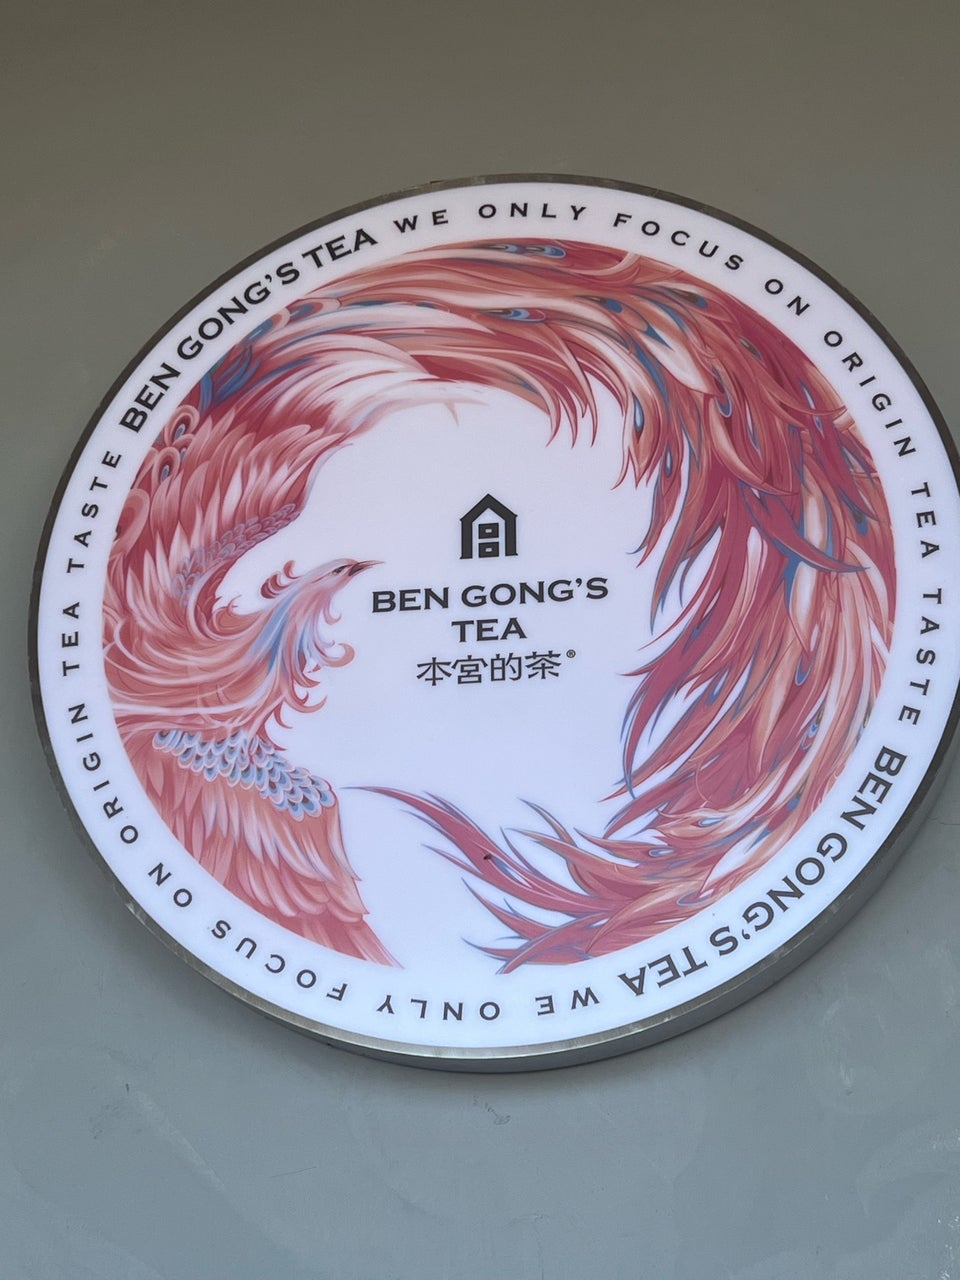 BEN GONG'S TEA WE ONLY FOCUS ON ORIGIN TEA TASTE
BEN GONG'S TEA WE ONLY FOCUS ON ORIGIN TEA TASTE
BEN GONG'S
TEA
本宮的茶®